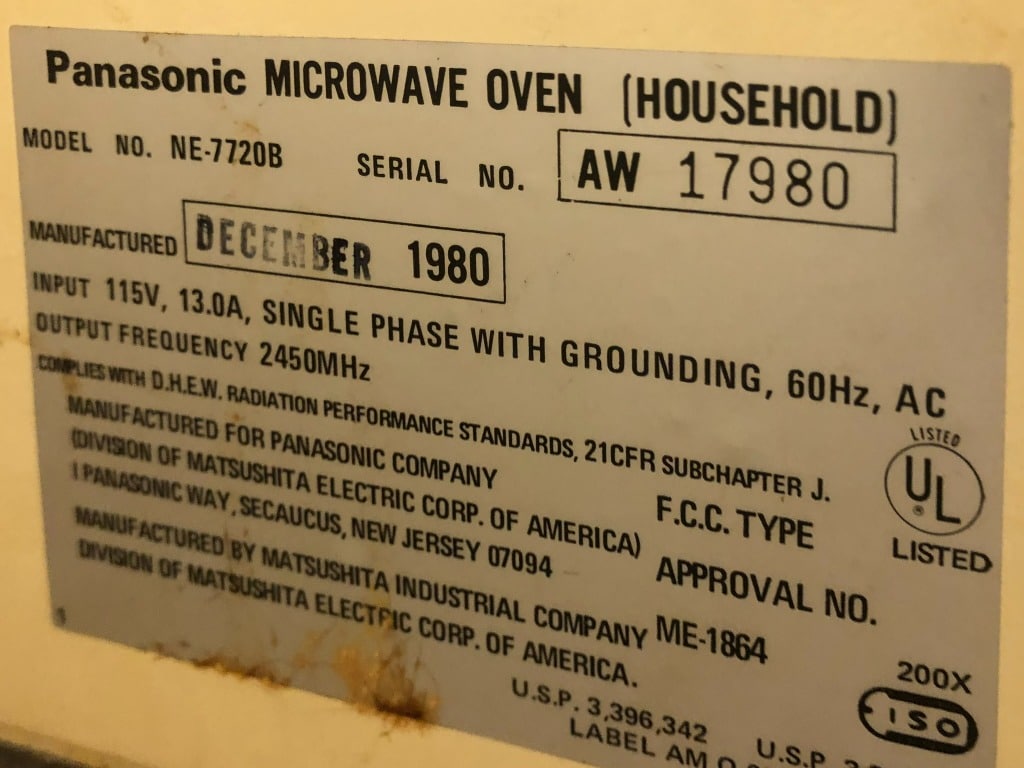 Panasonic MICROWAVE OVEN (HOUSEHOLD)
MODEL NO. NE-7720B SERIAL NO. AW 17980
MANUFACTURED DECEMBER 1980
INPUT 115V, 13.0A, SINGLE PHASE WITH GROUNDING, 60Hz, AC
OUTPUT FREQUENCY 2450MHz
COMPLIES WITH D.H.E.W. RADIATION PERFORMANCE STANDARDS, 21CFR SUBCHAPTER J.
MANUFACTURED FOR PANASONIC COMPANY
(DIVISION OF MATSUSHITA ELECTRIC CORP. OF AMERICA)
1 PANASONIC WAY, SECAUCUS, NEW JERSEY 07094
MANUFACTURED BY MATSUSHITA INDUSTRIAL COMPANY
DIVISION OF MATSUSHITA ELECTRIC CORP. OF AMERICA.
F.C.C. TYPE
APPROVAL NO.
ME-1864
LISTED
UL®
LISTED
200X
ISO
U.S.P. 3,396,342 U.S.P.
LABEL AM